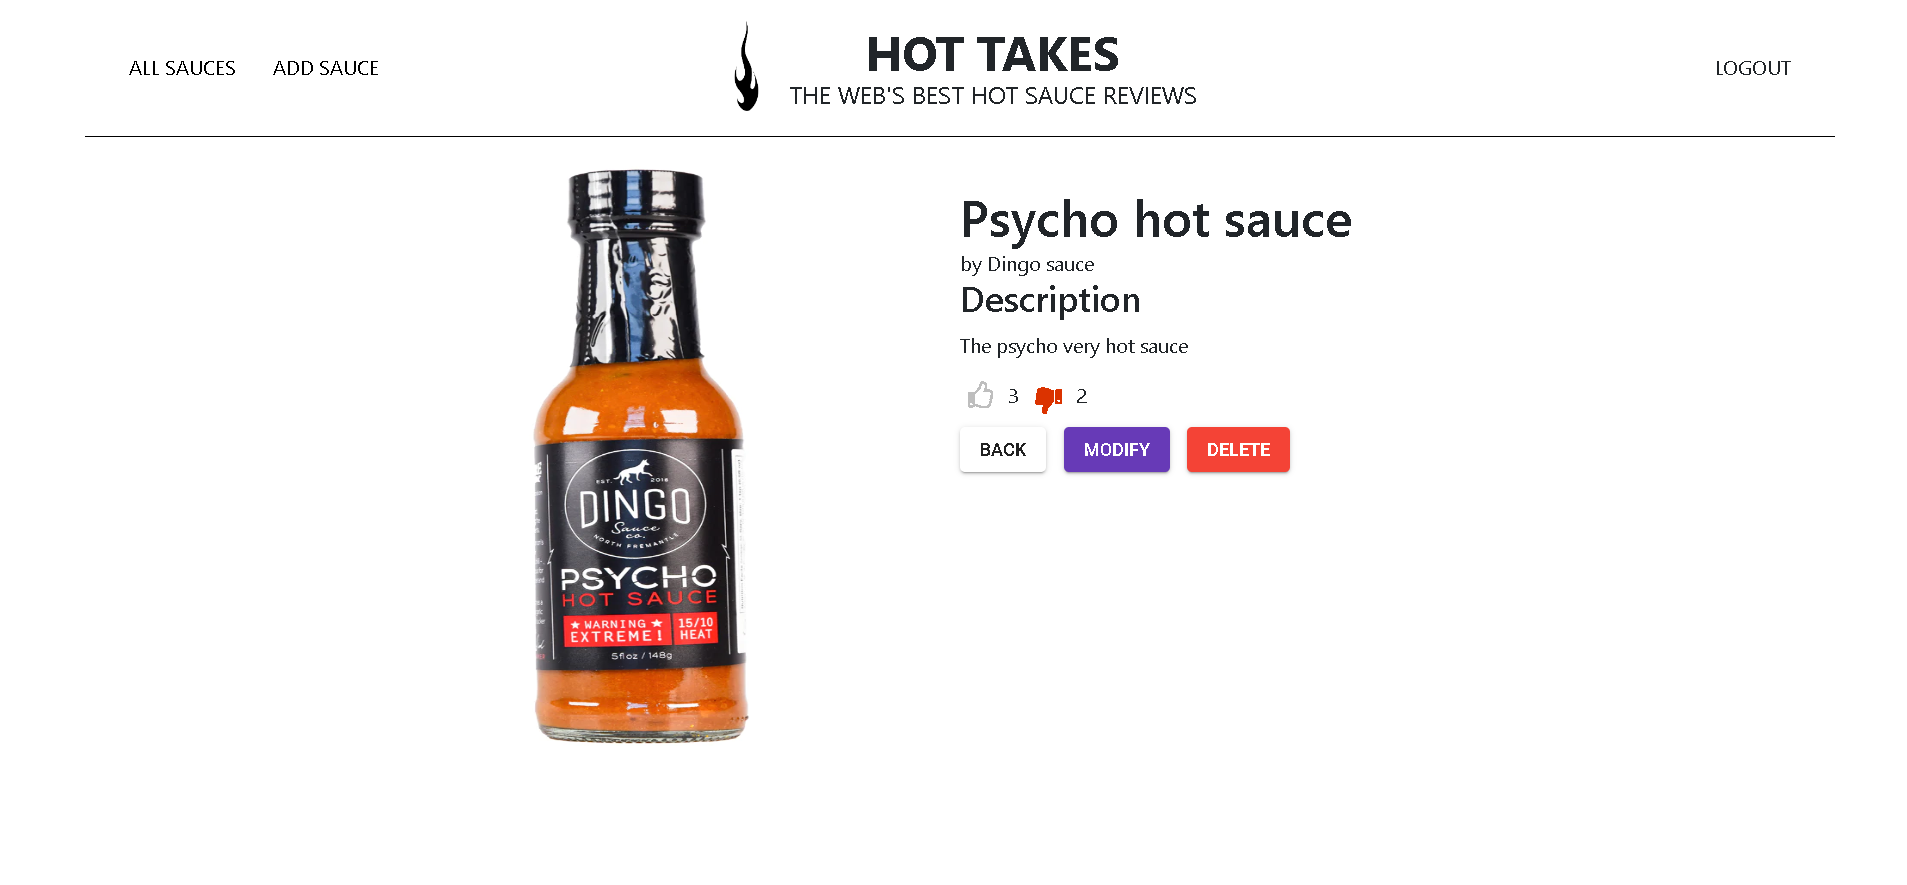 ALL SAUCES
ADD SAUCE
HOT TAKES
THE WEB'S BEST HOT SAUCE REVIEWS
LOGOUT
Psycho hot sauce
by Dingo sauce
Description
The psycho very hot sauce
3
2
BACK
MODIFY
DELETE
EST. 2016
DINGO
Sauce
co.
NORTH FREMANTLE
PSYCHO
HOT SAUCE
WARNING
EXTREME!
15/10
HEAT
5floz / 148g